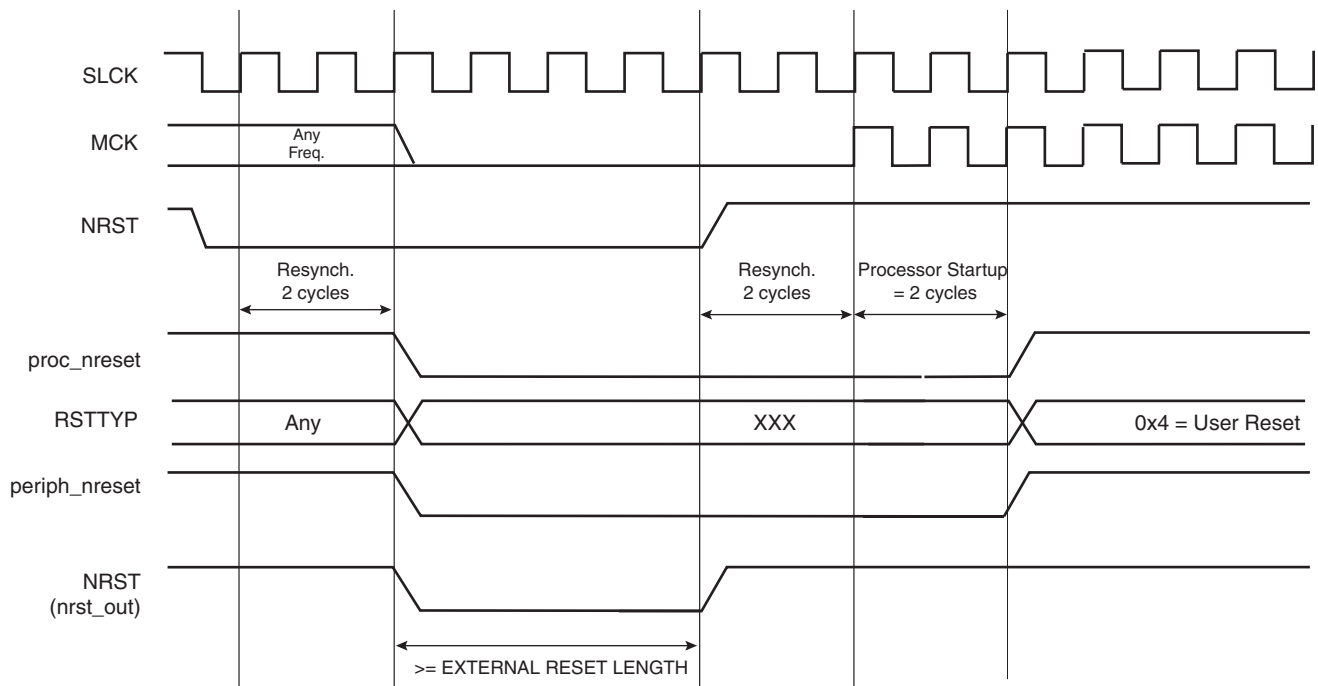 SLCK
MCK
Any
Freq.
NRST
Resynch.
2 cycles
Resynch.
2 cycles
Processor Startup
= 2 cycles
proc_nreset
RSTTYP
Any
XXX
0x4 = User Reset
periph_nreset
NRST
(nrst_out)
>= EXTERNAL RESET LENGTH